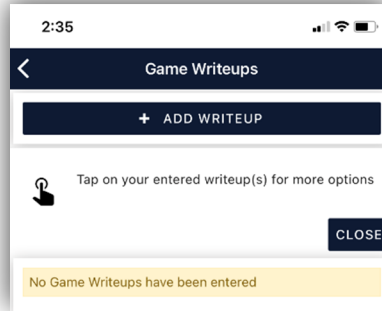 2:35
Game Writeups
+ ADD WRITEUP
Tap on your entered writeup(s) for more options
CLOSE
No Game Writeups have been entered